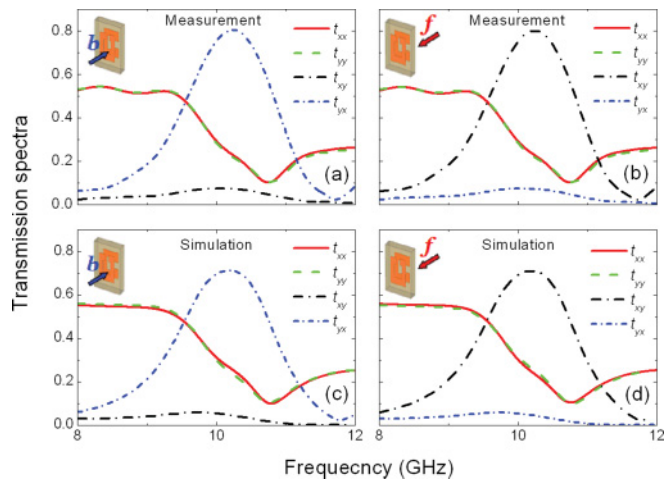 (a) Measurement b t_xx t_yy t_xy t_yx
0.8
0.6
0.4
0.2
0.0
(b) Measurement f t_xx t_yy t_xy t_yx
(c) Simulation b t_xx t_yy t_xy t_yx
0.8
0.6
0.4
0.2
0.0
8 10 12
(d) Simulation f t_xx t_yy t_xy t_yx
8 10 12
Transmission spectra
Frequecncy (GHz)